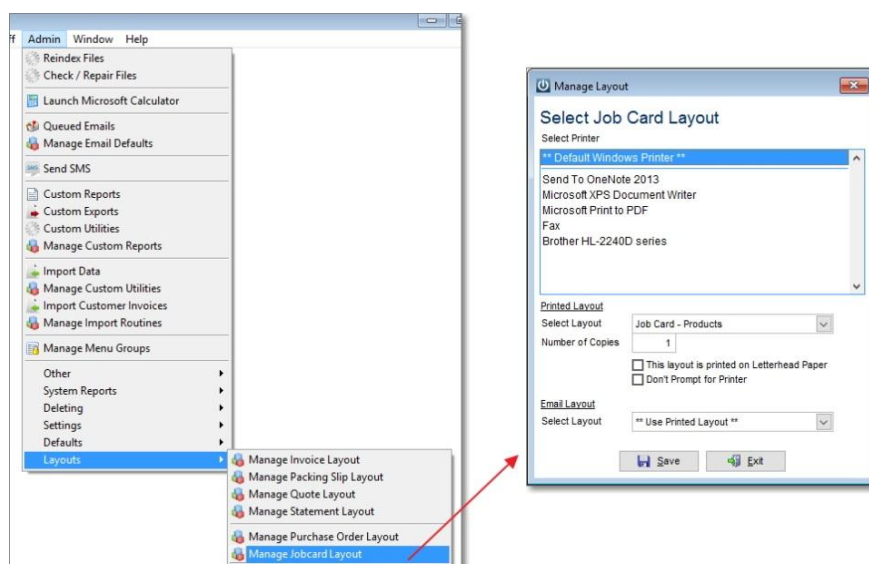 Admin Window Help
Reindex Files
Check / Repair Files
Launch Microsoft Calculator
Queued Emails
Manage Email Defaults
Send SMS
Custom Reports
Custom Exports
Custom Utilities
Manage Custom Reports
Import Data
Manage Custom Utilities
Import Customer Invoices
Manage Import Routines
Manage Menu Groups
Other
System Reports
Deleting
Settings
Defaults
Layouts
Manage Invoice Layout
Manage Packing Slip Layout
Manage Quote Layout
Manage Statement Layout
Manage Purchase Order Layout
Manage Jobcard Layout
Manage Layout
Select Job Card Layout
Select Printer
** Default Windows Printer **
Send To OneNote 2013
Microsoft XPS Document Writer
Microsoft Print to PDF
Fax
Brother HL-2240D series
Printed Layout
Select Layout Job Card - Products
Number of Copies 1
This layout is printed on Letterhead Paper
Don't Prompt for Printer
Email Layout
Select Layout ** Use Printed Layout **
Save Exit